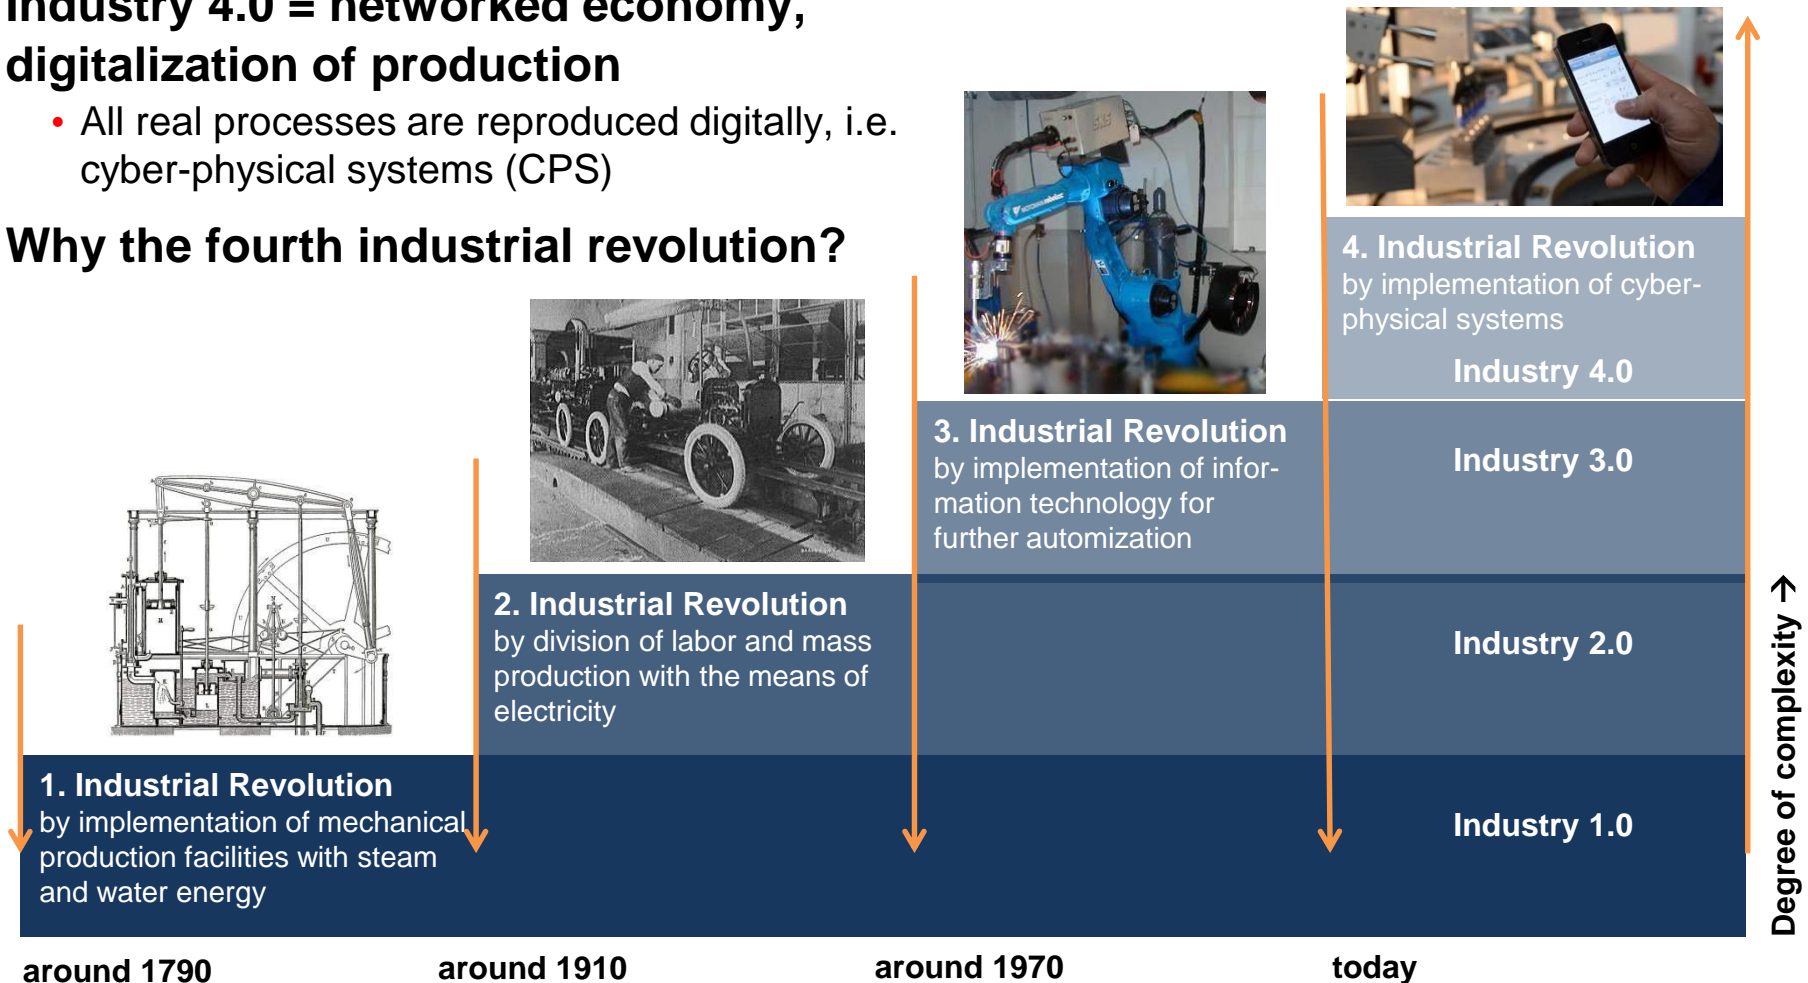 Industry 4.0 = networked economy,
digitalization of production
• All real processes are reproduced digitally, i.e.
cyber-physical systems (CPS)
Why the fourth industrial revolution?
4. Industrial Revolution
by implementation of cyber-
physical systems
Industry 4.0
3. Industrial Revolution
by implementation of infor-
mation technology for
further automization
Industry 3.0
2. Industrial Revolution
by division of labor and mass
production with the means of
electricity
Industry 2.0
1. Industrial Revolution
by implementation of mechanical
production facilities with steam
and water energy
Industry 1.0
Degree of complexity →
around 1790
around 1910
around 1970
today